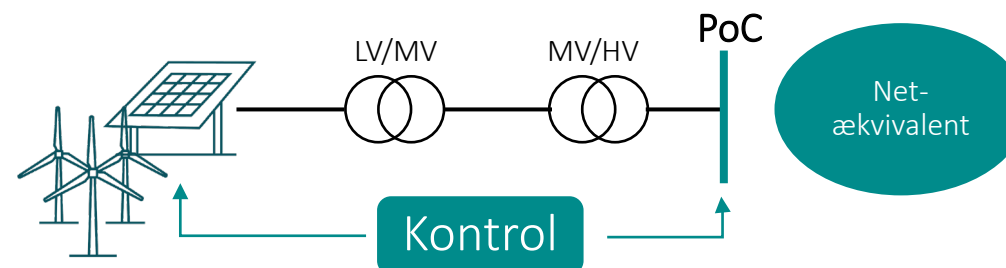 PoC
LV/MV
MV/HV
Net-
ækvivalent
Kontrol